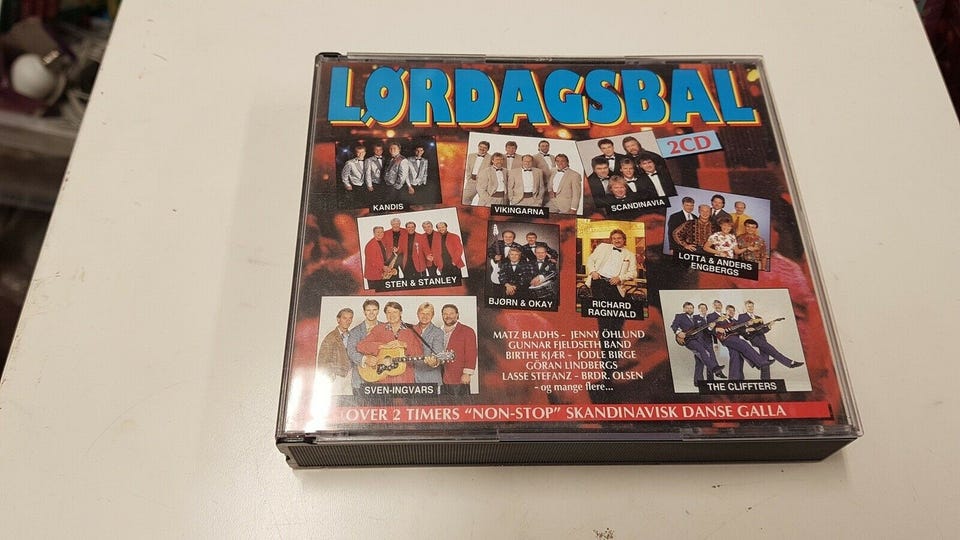 LØRDAGSBAL
2CD
KANDIS
VIKINGARNA
SCANDINAVIA
STEN & STANLEY
BJØRN & OKAY
RICHARD
RAGNVALD
LOTTA & ANDERS
ENGBERGS
SVEN-INGVARS
MATZ BLADHS - JENNY ÖHLUND
GUNNAR FJELDSETH BAND
BIRTHE KJÆR - JODLE BIRGE
GÖRAN LINDBERGS
LASSE STEFANZ - BRDR. OLSEN
- og mange flere...
THE CLIFFTERS
OVER 2 TIMERS "NON-STOP" SKANDINAVISK DANSE GALLA